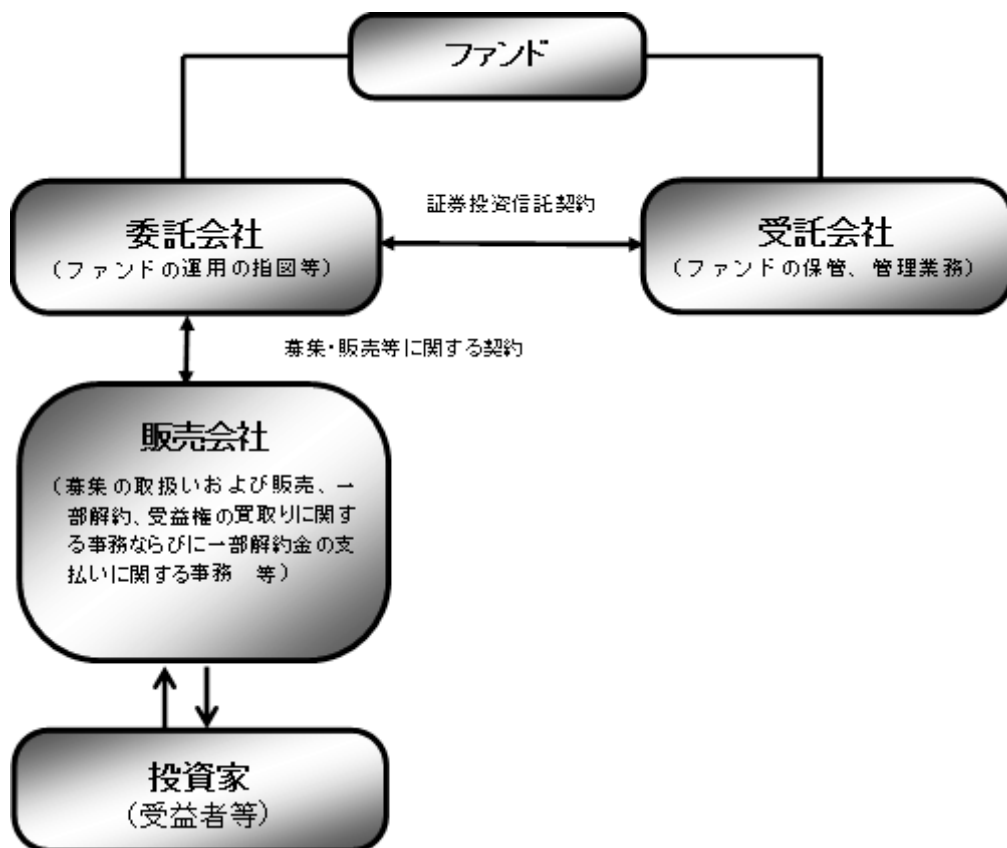 ファンド
証券投資信託契約
委託会社
(ファンドの運用の指図等)
受託会社
(ファンドの保管、管理業務)
募集・販売等に関する契約
販売会社
(募集の取扱いおよび販売、一
部解約、受益権の買取りに関す
る事務ならびに一部解約金の支
払いに関する事務　等)
投資家
(受益者等)